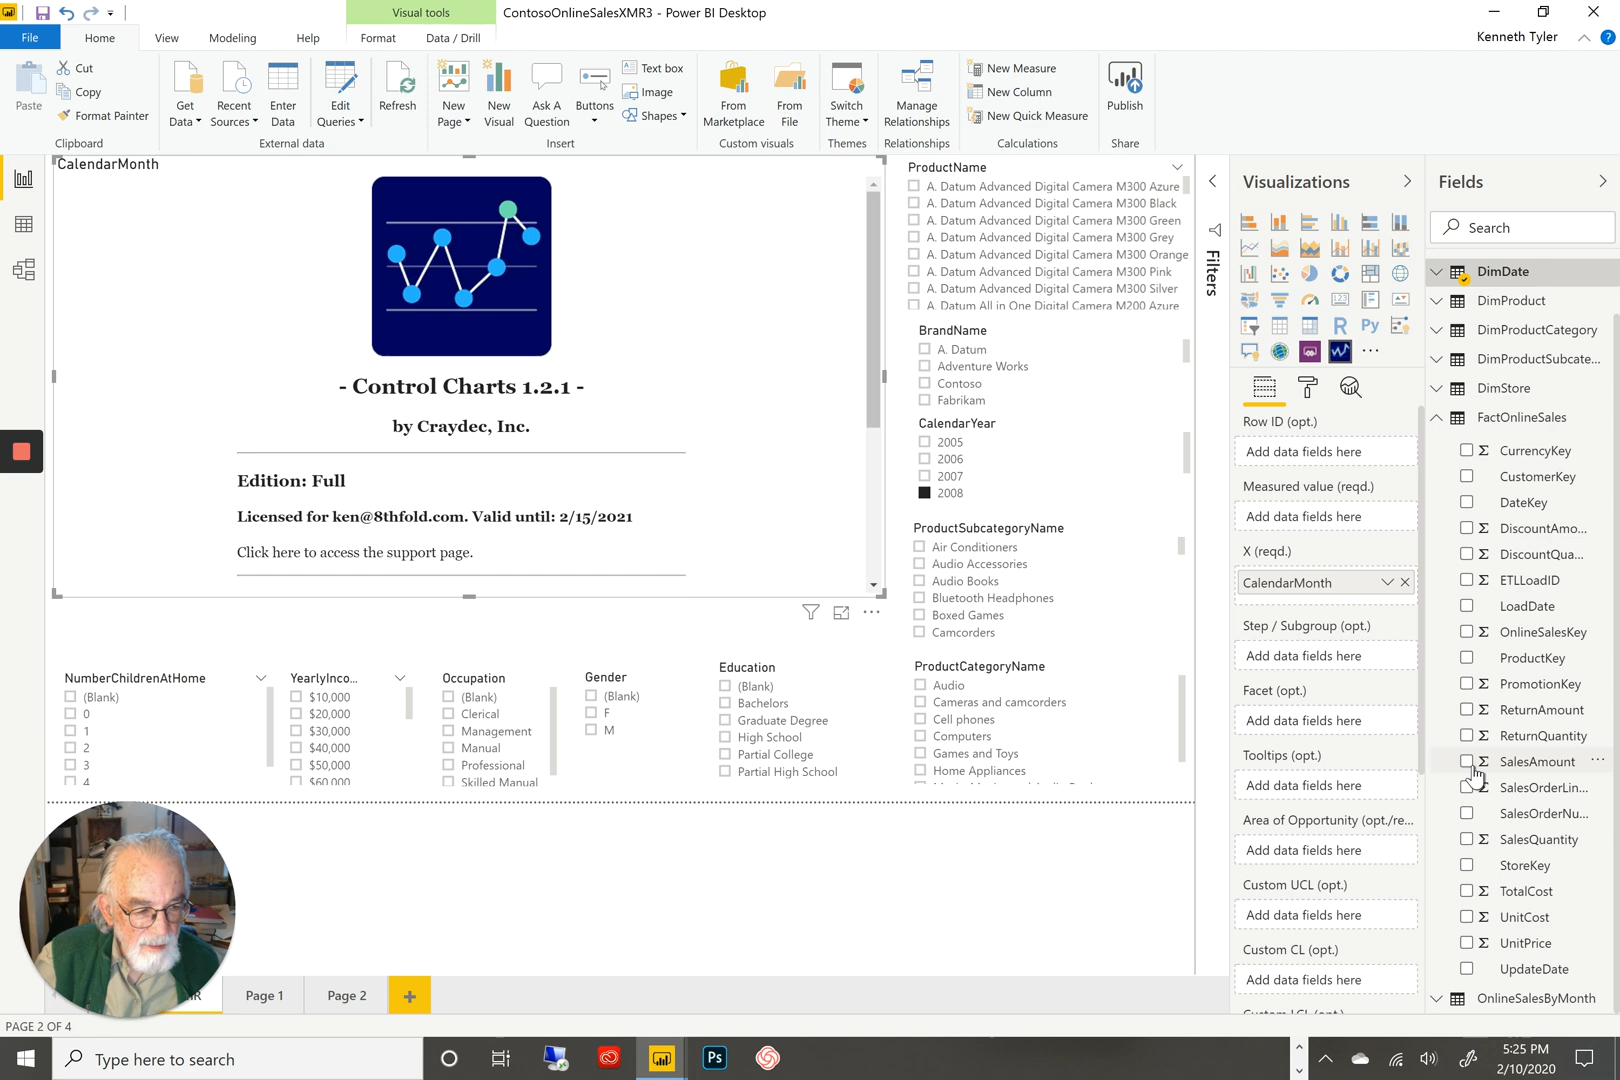 Visual tools
ContosoOnlineSalesXMR3 - Power BI Desktop
File
Home
View
Modeling
Help
Format
Data / Drill
Kenneth Tyler
?
Paste
Cut
Copy
Format Painter
Clipboard
Get Data
Recent Sources
Enter Data
Edit Queries
Refresh
External data
New Page
New Visual
Ask A Question
Buttons
Text box
Image
Shapes
Insert
From Marketplace
From File
Custom visuals
Switch Theme
Themes
Manage Relationships
Relationships
New Measure
New Column
New Quick Measure
Calculations
Publish
Share
CalendarMonth
- Control Charts 1.2.1 -
by Craydec, Inc.
Edition: Full
Licensed for ken@8thfold.com. Valid until: 2/15/2021
Click here to access the support page.
ProductName
A. Datum Advanced Digital Camera M300 Azure
A. Datum Advanced Digital Camera M300 Black
A. Datum Advanced Digital Camera M300 Green
A. Datum Advanced Digital Camera M300 Grey
A. Datum Advanced Digital Camera M300 Orange
A. Datum Advanced Digital Camera M300 Pink
A. Datum Advanced Digital Camera M300 Silver
A. Datum All in One Digital Camera M200 Azure
BrandName
A. Datum
Adventure Works
Contoso
Fabrikam
CalendarYear
2005
2006
2007
2008
ProductSubcategoryName
Air Conditioners
Audio Accessories
Audio Books
Bluetooth Headphones
Boxed Games
Camcorders
NumberChildrenAtHome
(Blank)
0
1
2
3
4
YearlyInco...
$10,000
$20,000
$30,000
$40,000
$50,000
$60,000
Occupation
(Blank)
Clerical
Management
Manual
Professional
Skilled Manual
Gender
(Blank)
F
M
Education
(Blank)
Bachelors
Graduate Degree
High School
Partial College
Partial High School
ProductCategoryName
Audio
Cameras and camcorders
Cell phones
Computers
Games and Toys
Home Appliances
Filters
Visualizations
R
Py
Row ID (opt.)
Add data fields here
Measured value (reqd.)
Add data fields here
X (reqd.)
CalendarMonth
Step / Subgroup (opt.)
Add data fields here
Facet (opt.)
Add data fields here
Tooltips (opt.)
Add data fields here
Area of Opportunity (opt./re...
Add data fields here
Custom UCL (opt.)
Add data fields here
Custom CL (opt.)
Add data fields here
Fields
Search
DimDate
DimProduct
DimProductCategory
DimProductSubcate...
DimStore
FactOnlineSales
CurrencyKey
CustomerKey
DateKey
DiscountAmo...
DiscountQua...
ETLLoadID
LoadDate
OnlineSalesKey
ProductKey
PromotionKey
ReturnAmount
ReturnQuantity
SalesAmount
SalesOrderLin...
SalesOrderNu...
SalesQuantity
StoreKey
TotalCost
UnitCost
UnitPrice
UpdateDate
OnlineSalesByMonth
Page 1
Page 2
PAGE 2 OF 4
Type here to search
Ps
5:25 PM
2/10/2020